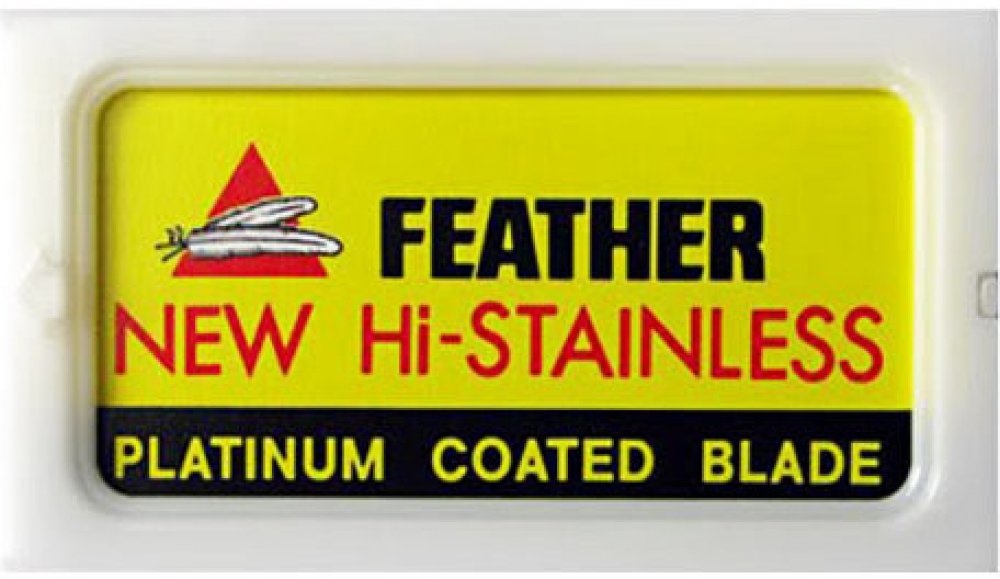 FEATHER
NEW Hi-STAINLESS
PLATINUM COATED BLADE